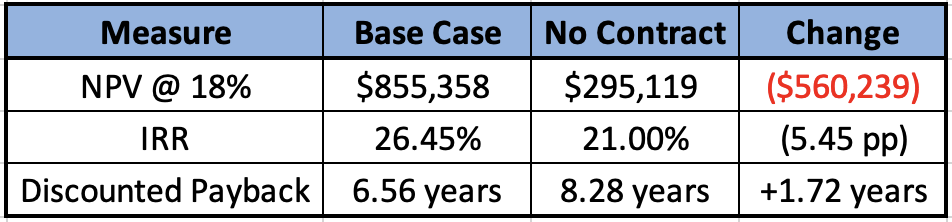 Measure Base Case No Contract Change
NPV @ 18% $855,358 $295,119 ($560,239)
IRR 26.45% 21.00% (5.45 pp)
Discounted Payback 6.56 years 8.28 years +1.72 years